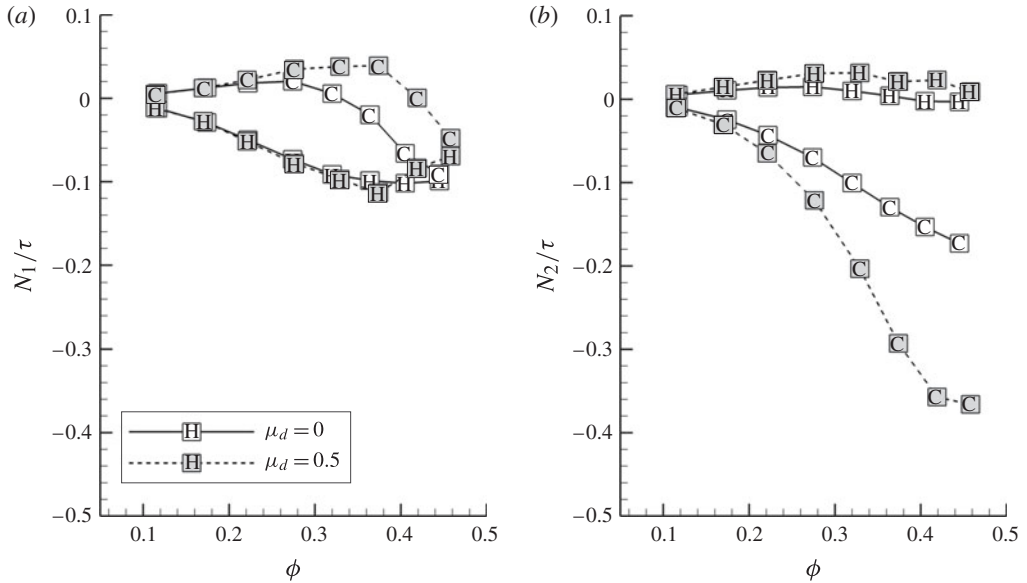 (a)
0.1
0
−0.1
−0.2
−0.3
−0.4
−0.5
N1/τ
C C C C C C C C
C C C C C
H H H H H H H H
H H H H H H H H
H μd = 0
H μd = 0.5
0.1 0.2 0.3 0.4 0.5
ϕ
(b)
0.1
0
−0.1
−0.2
−0.3
−0.4
−0.5
N2/τ
H H H H H H H H
H H H H H
C C C C C C C C
C C C C C C C C
0.1 0.2 0.3 0.4 0.5
ϕ